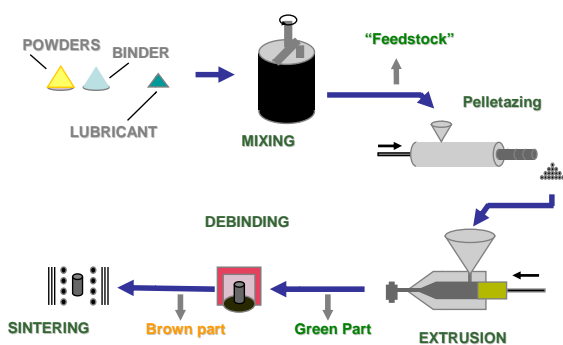 POWDERS
BINDER
LUBRICANT
MIXING
“Feedstock”
Pelletazing
DEBINDING
SINTERING
Brown part
Green Part
EXTRUSION